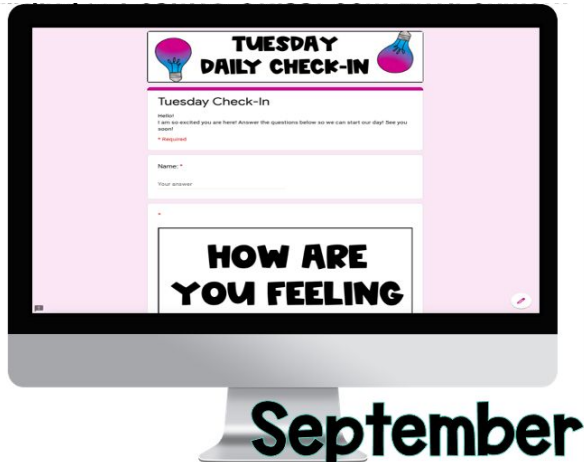 TUESDAY
DAILY CHECK-IN
Tuesday Check-In
Hello!
I am so excited you are here! Answer the questions below so we can start our day! See you
soon!
* Required
Name: *
Your answer
*
HOW ARE
YOU FEELING
September